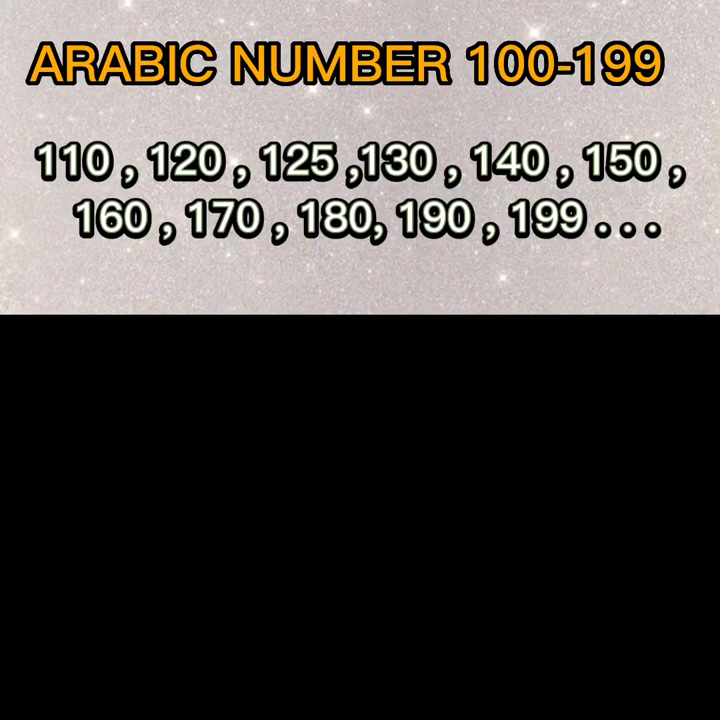 ARABIC NUMBER 100-199
110 , 120 , 125 ,130 , 140 , 150 ,
160 , 170 , 180, 190 , 199 . . .